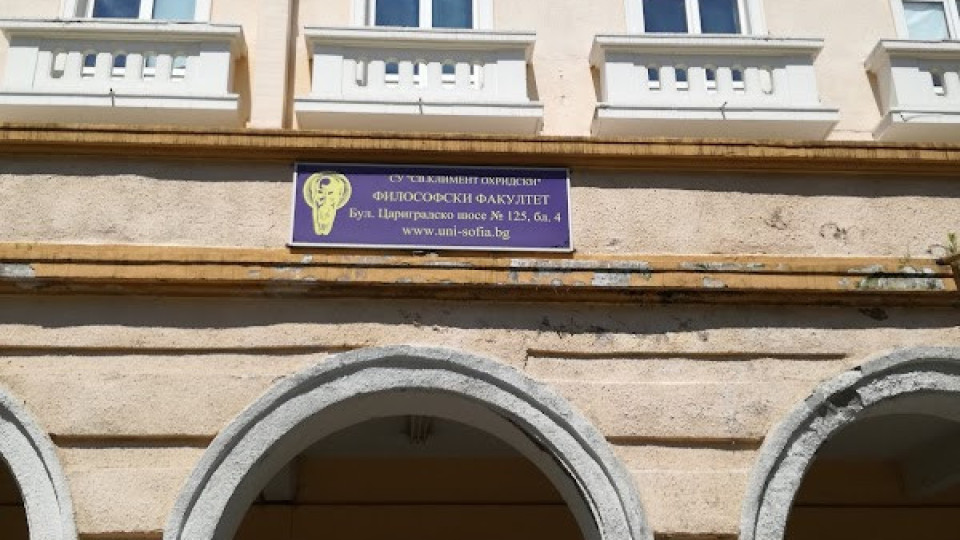 СУ "СВ.КЛИМЕНТ ОХРИДСКИ"
ФИЛОСОФСКИ ФАКУЛТЕТ
Бул. Цариградско шосе № 125, бл. 4
www.uni-sofia.bg